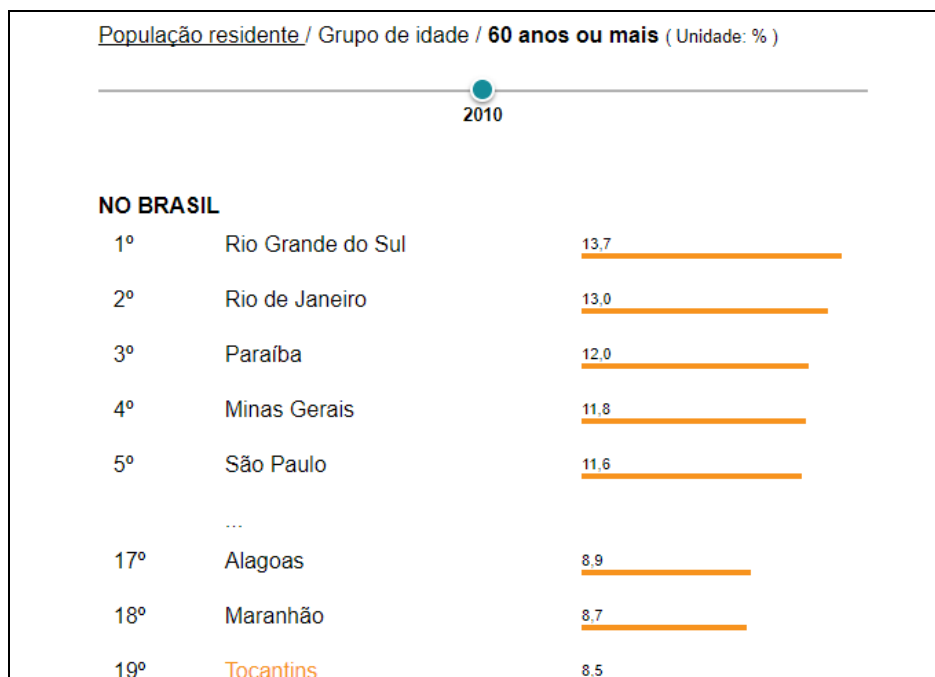 População residente / Grupo de idade / 60 anos ou mais ( Unidade: % )
2010
NO BRASIL
1º Rio Grande do Sul 13,7
2º Rio de Janeiro 13,0
3º Paraíba 12,0
4º Minas Gerais 11,8
5º São Paulo 11,6
...
17º Alagoas 8,9
18º Maranhão 8,7
19º Tocantins 8,5